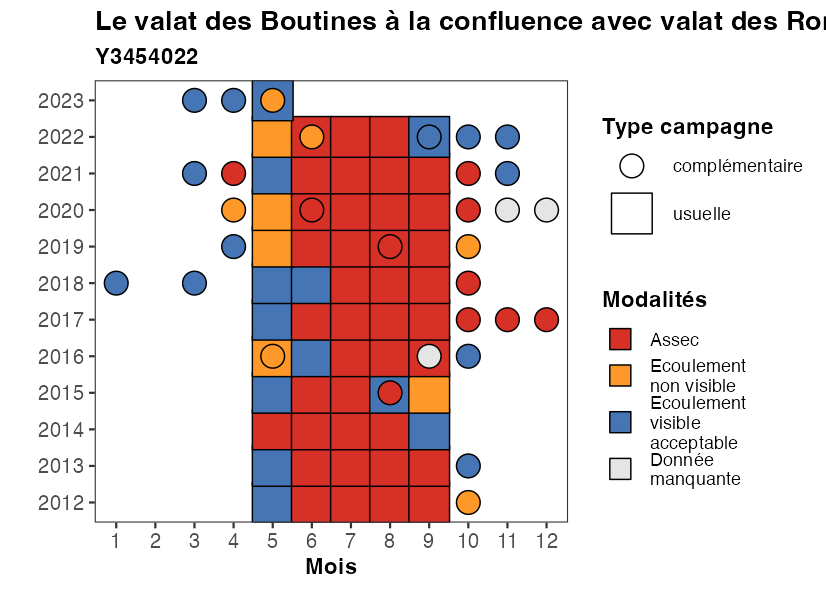 Le valat des Boutines à la confluence avec valat des
Y3454022
2023
2022
2021
2020
2019
2018
2017
2016
2015
2014
2013
2012
1 2 3 4 5 6 7 8 9 10 11 12
Mois
Type campagne
complémentaire
usuelle
Modalités
Assec
Ecoulement
non visible
Ecoulement
visible
acceptable
Donnée
manquante